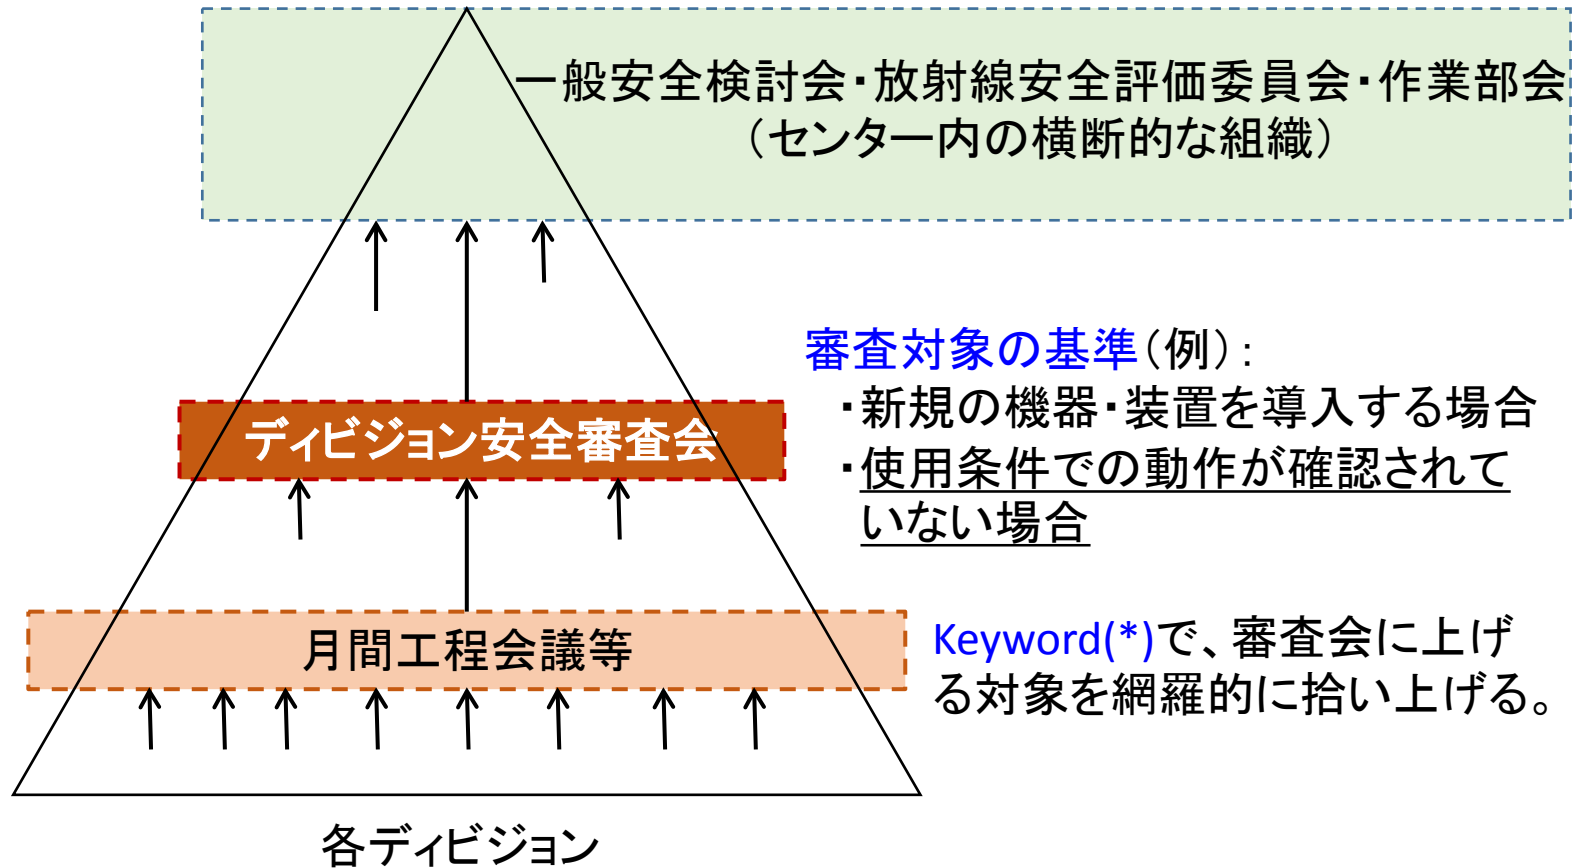 一般安全検討会・放射線安全評価委員会・作業部会
（センター内の横断的な組織）
審査対象の基準（例）：
・新規の機器・装置を導入する場合
・使用条件での動作が確認されて
いない場合
ディビジョン安全審査会
月間工程会議等
Keyword(*)で、審査会に上げ
る対象を網羅的に拾い上げる。
各ディビジョン